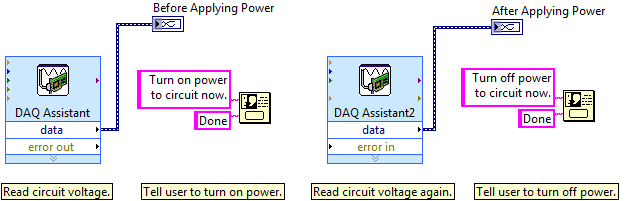 Before Applying Power
After Applying Power
Turn on power
to circuit now.
Done
Turn off power
to circuit now.
Done
DAQ Assistant
data
error out
DAQ Assistant2
data
error in
Read circuit voltage.
Tell user to turn on power.
Read circuit voltage again.
Tell user to turn off power.